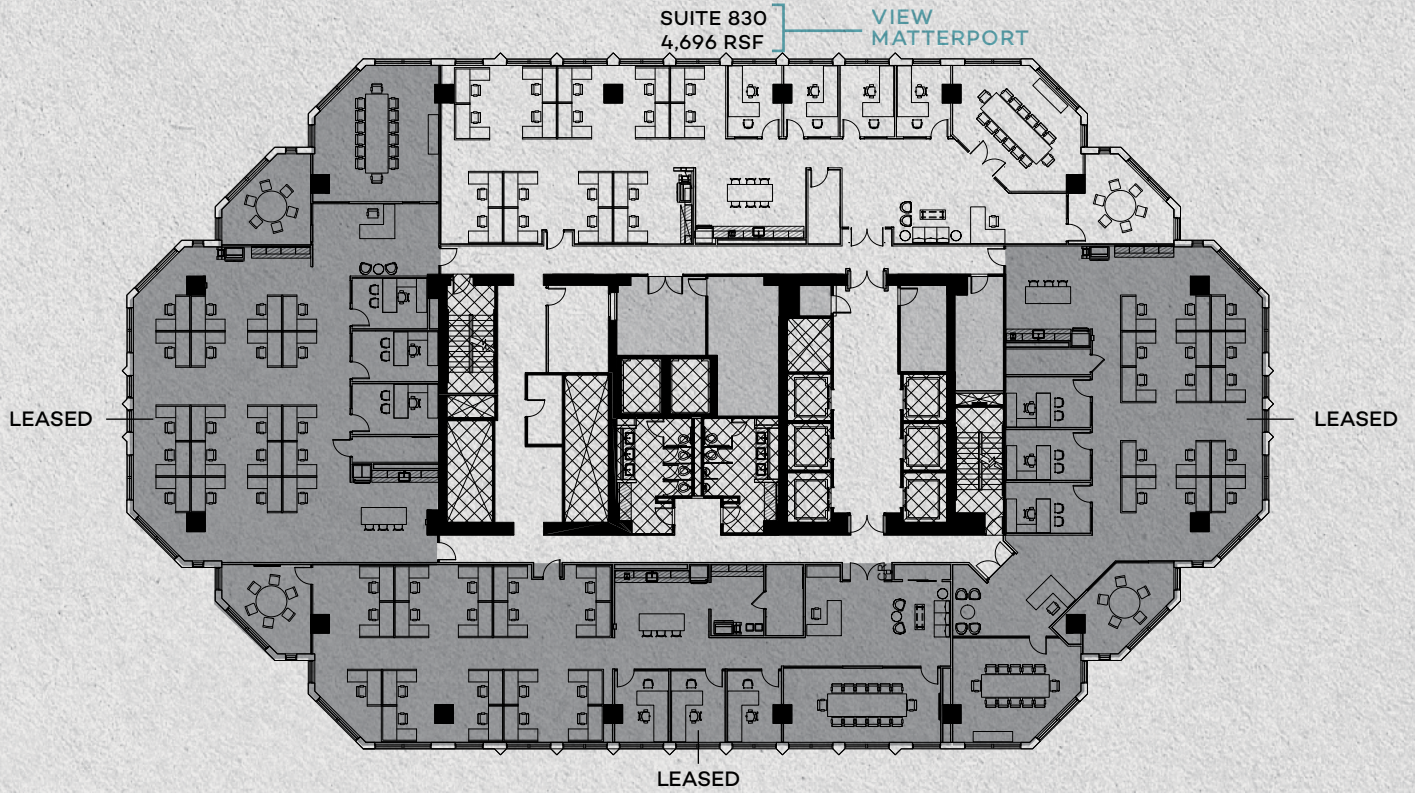 SUITE 830
4,696 RSF
VIEW
MATTERPORT
LEASED
LEASED
LEASED